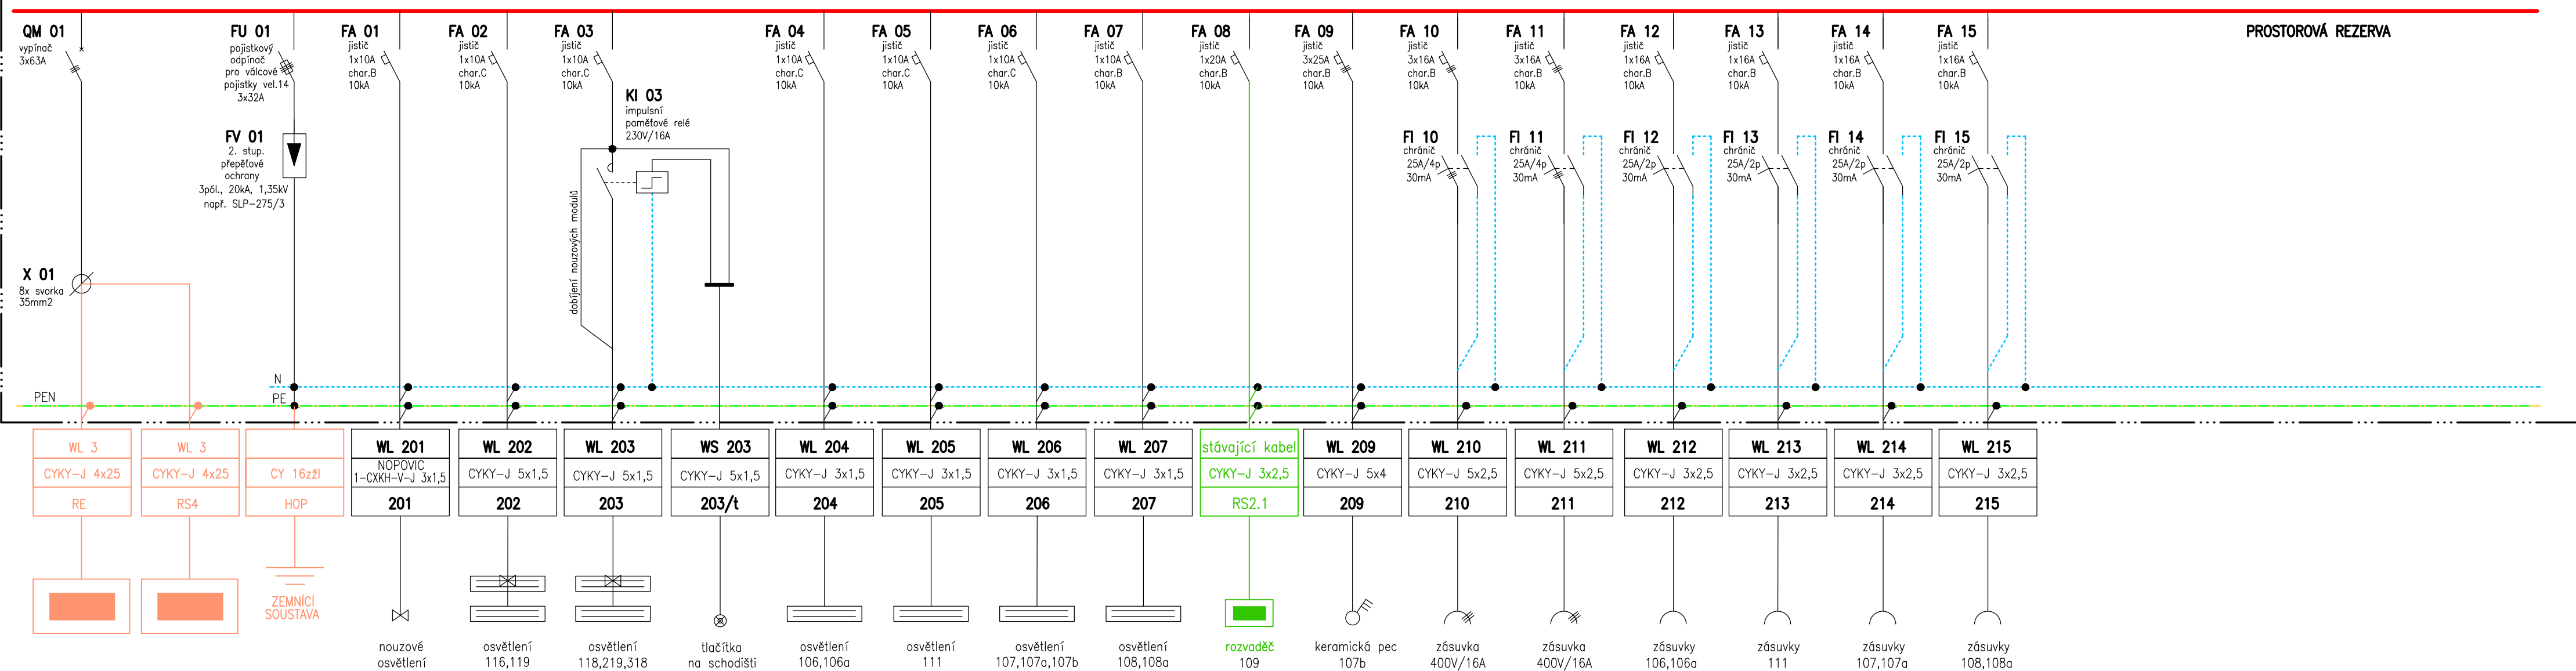 QM 01
vypínač
3x63A
FU 01
pojistkový
odpínač
pro válcové
pojistky vel.14
3x32A
FV 01
2. stup.
přepěťové
ochrany
3pól., 20kA, 1,35kV
např. SLP-275/3
FA 01
jistič
1x10A
char.B
10kA
FA 02
jistič
1x10A
char.C
10kA
FA 03
jistič
1x10A
char.C
10kA
KI 03
impulsní
paměťové relé
230V/16A
dobíjení nouzových modulů
FA 04
jistič
1x10A
char.C
10kA
FA 05
jistič
1x10A
char.C
10kA
FA 06
jistič
1x10A
char.C
10kA
FA 07
jistič
1x10A
char.B
10kA
FA 08
jistič
1x20A
char.B
10kA
FA 09
jistič
3x25A
char.B
10kA
FA 10
jistič
3x16A
char.B
10kA
FA 11
jistič
3x16A
char.B
10kA
FA 12
jistič
1x16A
char.B
10kA
FA 13
jistič
1x16A
char.B
10kA
FA 14
jistič
1x16A
char.B
10kA
FA 15
jistič
1x16A
char.B
10kA
PROSTOROVÁ REZERVA
FI 10
chránič
25A/4p
30mA
FI 11
chránič
25A/4p
30mA
FI 12
chránič
25A/2p
30mA
FI 13
chránič
25A/2p
30mA
FI 14
chránič
25A/2p
30mA
FI 15
chránič
25A/2p
30mA
X 01
8x svorka
35mm2
N
PEN
PE
WL 3
CYKY-J 4x25
RE
WL 3
CYKY-J 4x25
RS4
CY 16zžl
HOP
ZEMNÍCÍ
SOUSTAVA
WL 201
NOPOVIC
1-CXKH-V-J 3x1,5
201
nouzové
osvětlení
WL 202
CYKY-J 5x1,5
202
osvětlení
116,119
WL 203
CYKY-J 5x1,5
203
osvětlení
118,219,318
WS 203
CYKY-J 5x1,5
203/t
tlačítka
na schodišti
WL 204
CYKY-J 3x1,5
204
osvětlení
106,106a
WL 205
CYKY-J 3x1,5
205
osvětlení
111
WL 206
CYKY-J 3x1,5
206
osvětlení
107,107a,107b
WL 207
CYKY-J 3x1,5
207
osvětlení
108,108a
stávající kabel
CYKY-J 3x2,5
RS2.1
rozvaděč
109
WL 209
CYKY-J 5x4
209
keramická pec
107b
WL 210
CYKY-J 5x2,5
210
zásuvka
400V/16A
WL 211
CYKY-J 5x2,5
211
zásuvka
400V/16A
WL 212
CYKY-J 3x2,5
212
zásuvky
106,106a
WL 213
CYKY-J 3x2,5
213
zásuvky
111
WL 214
CYKY-J 3x2,5
214
zásuvky
107,107a
WL 215
CYKY-J 3x2,5
215
zásuvky
108,108a